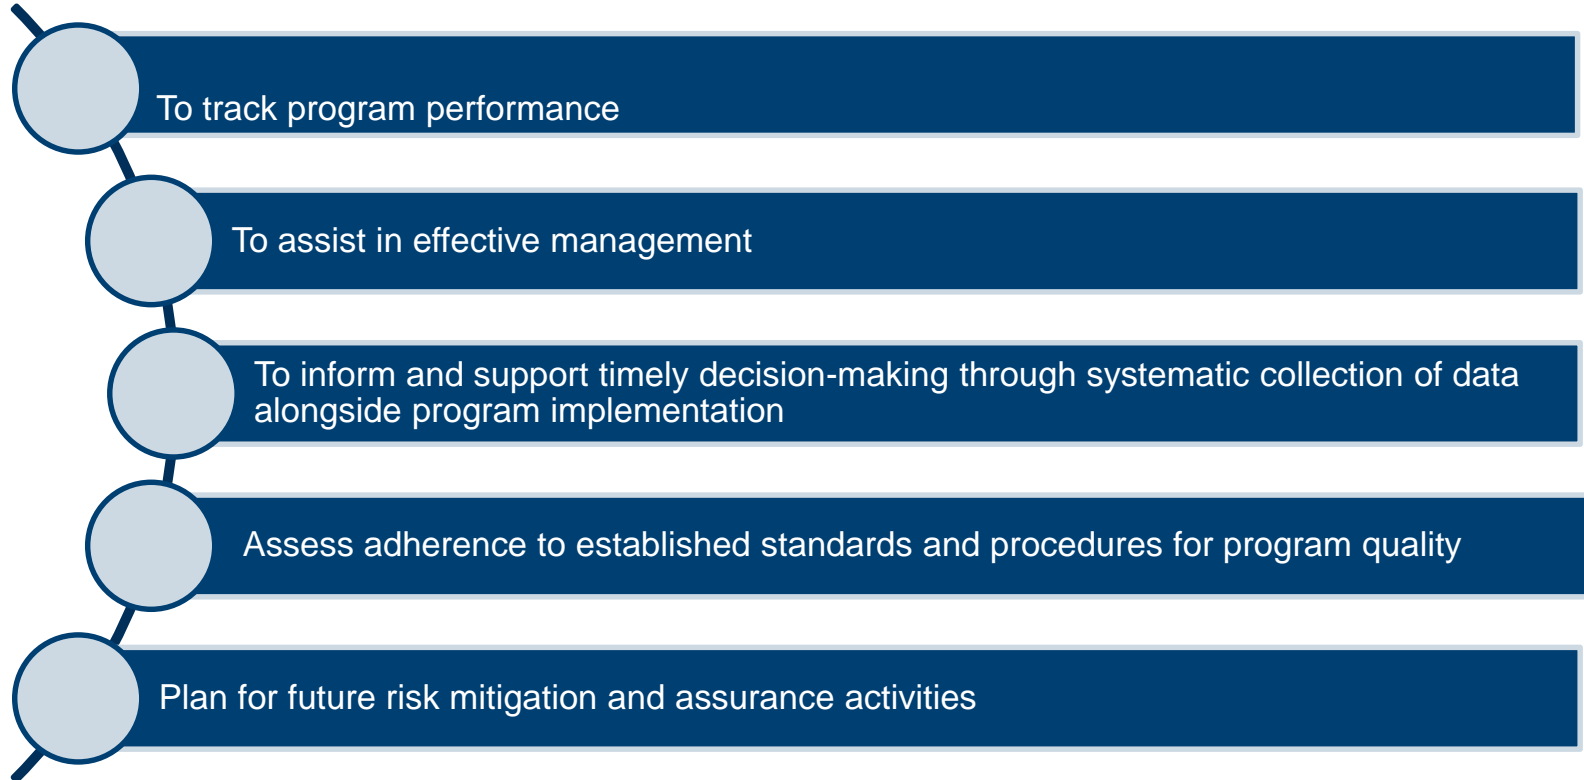 To track program performance
To assist in effective management
To inform and support timely decision-making through systematic collection of data
alongside program implementation
Assess adherence to established standards and procedures for program quality
Plan for future risk mitigation and assurance activities